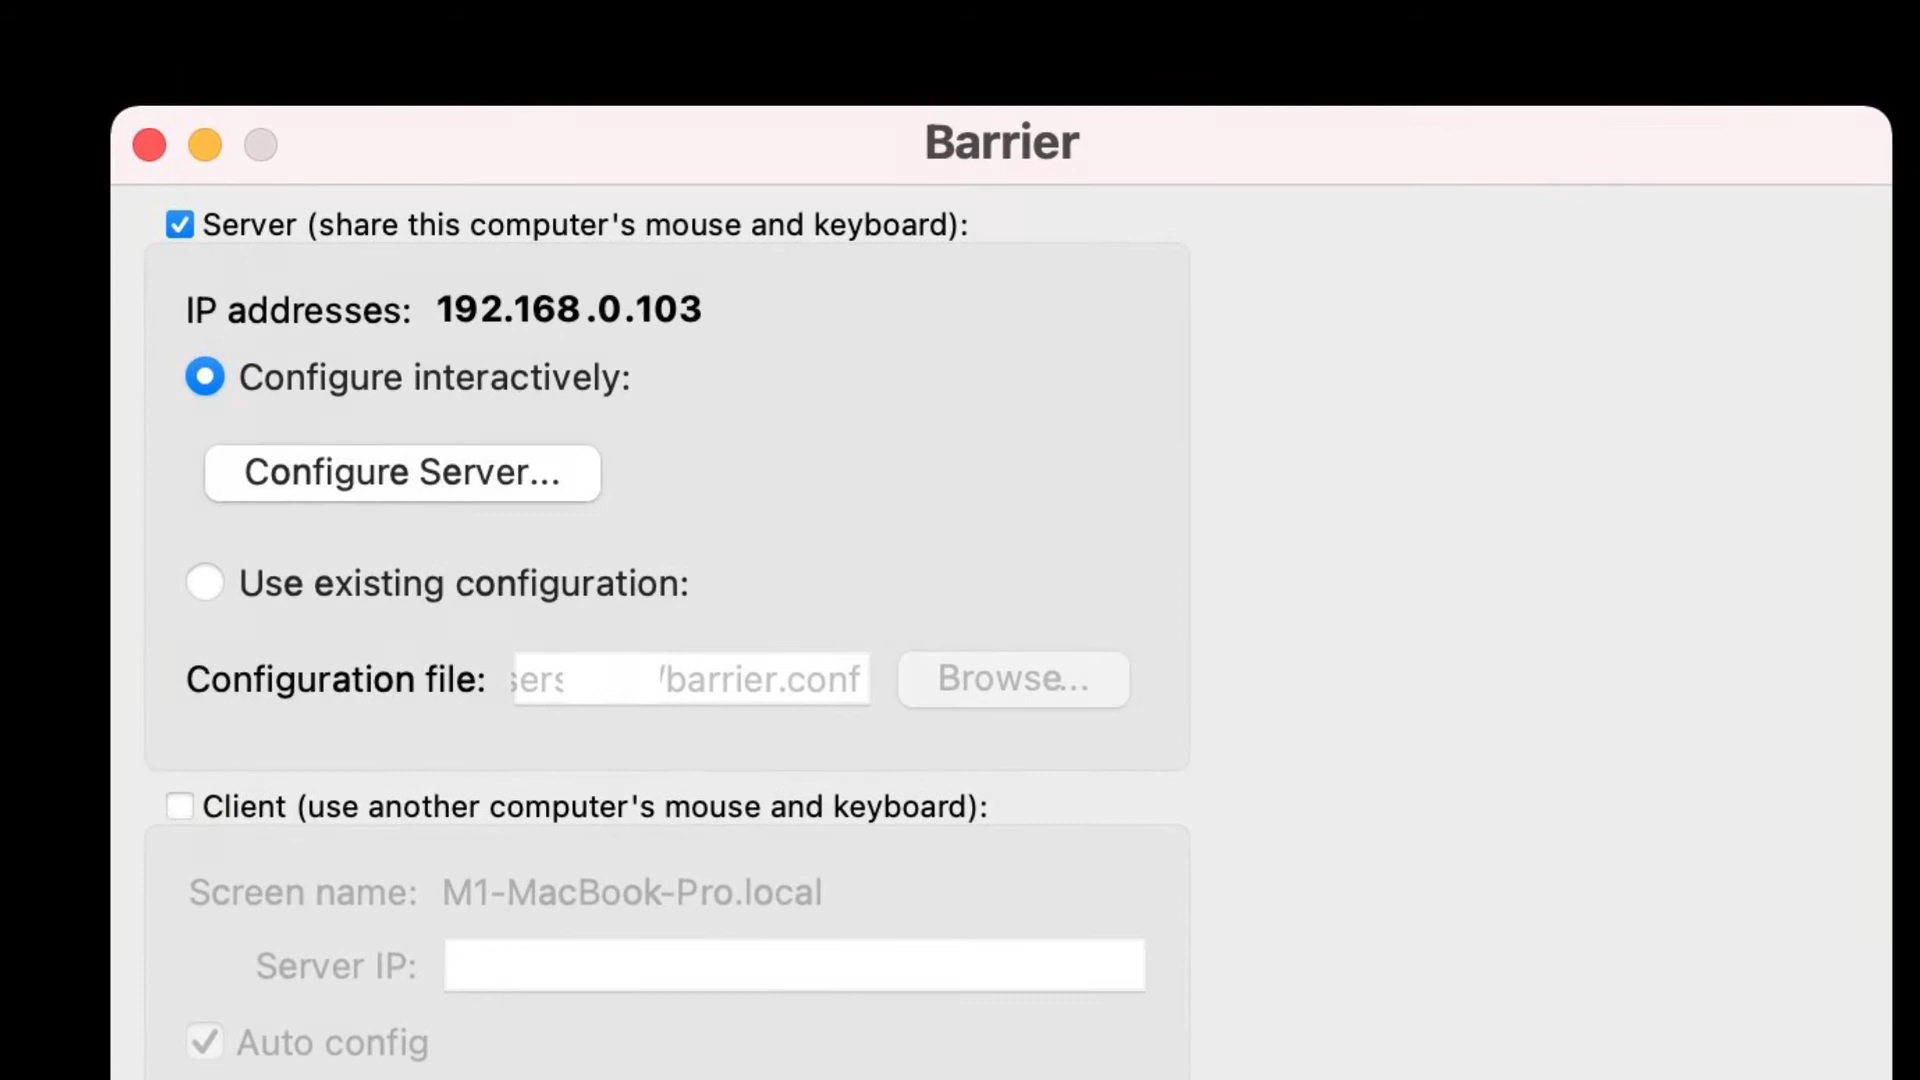 Barrier
Server (share this computer's mouse and keyboard):
IP addresses: 192.168.0.103
Configure interactively:
Configure Server...
Use existing configuration:
Configuration file: sers /barrier.conf Browse...
Client (use another computer's mouse and keyboard):
Screen name: M1-MacBook-Pro.local
Server IP:
Auto config